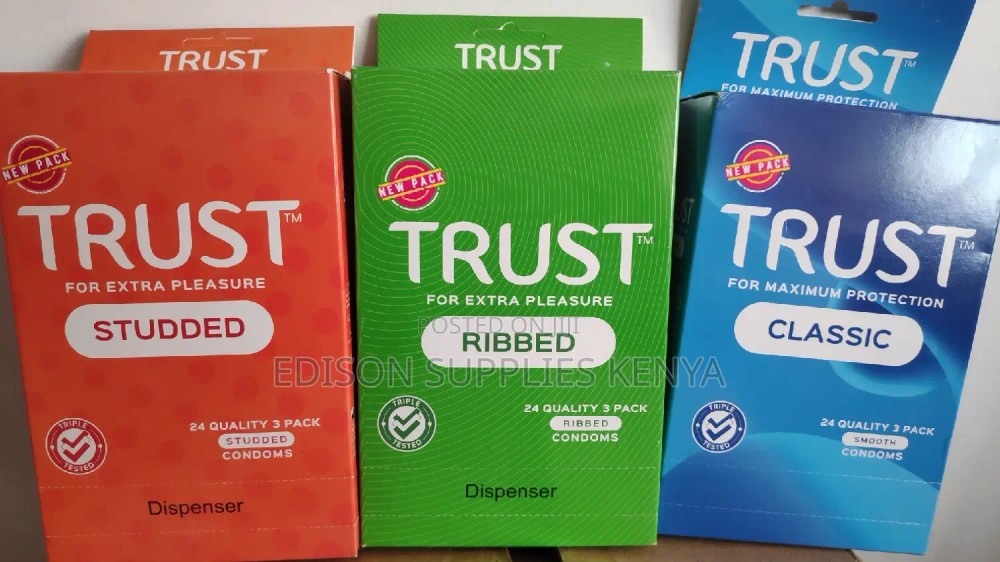 TRUST
NEW PACK
TRUST™
FOR EXTRA PLEASURE
STUDDED
24 QUALITY 3 PACK
STUDDED
CONDOMS
TRIPLE
TESTED
Dispenser
TRUST
NEW PACK
TRUST™
FOR EXTRA PLEASURE
RIBBED
24 QUALITY 3 PACK
RIBBED
CONDOMS
TRIPLE
TESTED
Dispenser
TRUST™
FOR MAXIMUM PROTECTION
NEW PACK
TRUST™
FOR MAXIMUM PROTECTION
CLASSIC
24 QUALITY 3 PACK
SMOOTH
CONDOMS
TRIPLE
TESTED
POSTED ON JIJI
EDISON SUPPLIES KENYA